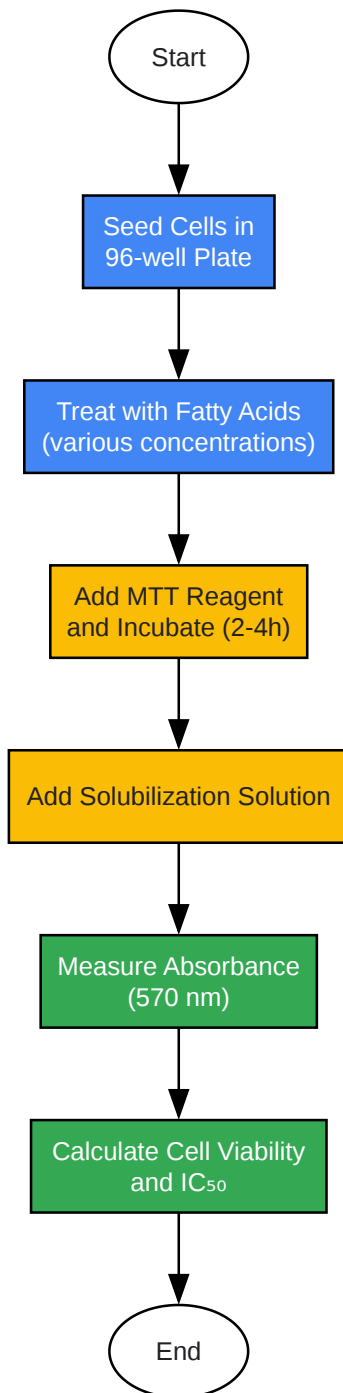 Start
Seed Cells in
96-well Plate
Treat with Fatty Acids
(various concentrations)
Add MTT Reagent
and Incubate (2-4h)
Add Solubilization Solution
Measure Absorbance
(570 nm)
Calculate Cell Viability
and IC₅₀
End